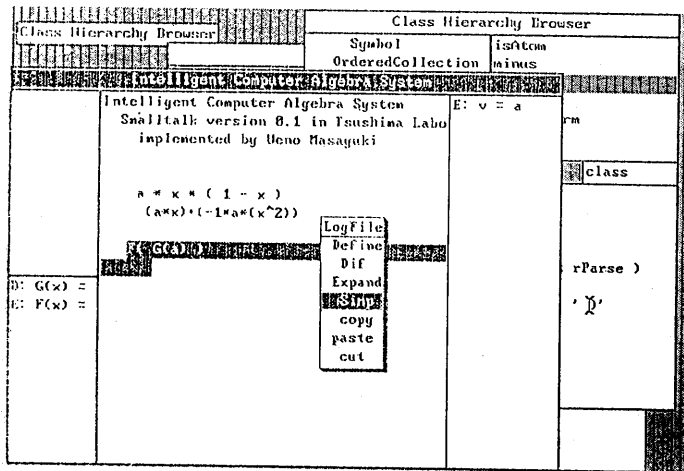 Class Hierarchy Browser
Class Hierarchy Browser
Symbol
OrderedCollection
isAtom
minus
Intelligent Computer Algebra System
Intelligent Computer Algebra System
Smalltalk version 0.1 in Tsushima Labo
implemented by Ueno Masayuki
a * x * ( 1 - x )
(a*x)+(-1*a*(x^2))
F( G(A) )
E: v = a
rm
class
LogFile
Define
Dif
Expand
Simp
copy
paste
cut
D: G(x) =
E: F(x) =
rParse )